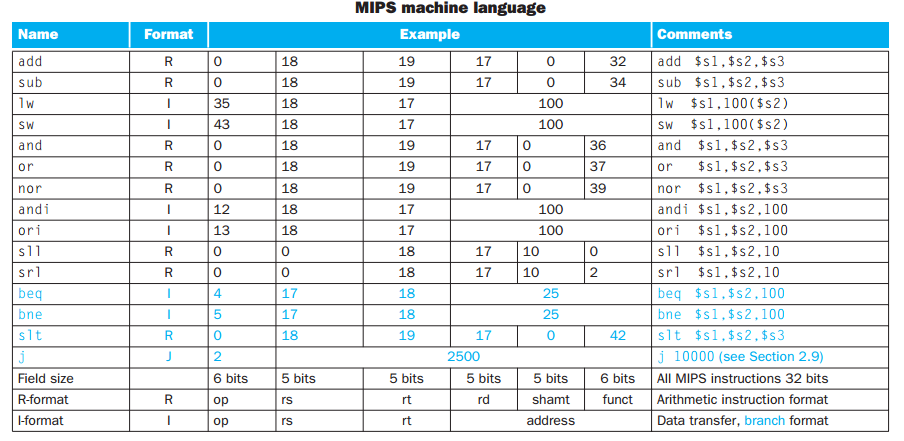 MIPS machine language
Name Format Example Comments
add R 0 18 19 17 0 32 add $s1,$s2,$s3
sub R 0 18 19 17 0 34 sub $s1,$s2,$s3
lw I 35 18 17 100 lw $s1,100($s2)
sw I 43 18 17 100 sw $s1,100($s2)
and R 0 18 19 17 0 36 and $s1,$s2,$s3
or R 0 18 19 17 0 37 or $s1,$s2,$s3
nor R 0 18 19 17 0 39 nor $s1,$s2,$s3
andi I 12 18 17 100 andi $s1,$s2,100
ori I 13 18 17 100 ori $s1,$s2,100
sll R 0 0 18 17 10 0 sll $s1,$s2,10
srl R 0 0 18 17 10 2 srl $s1,$s2,10
beq I 4 17 18 25 beq $s1,$s2,100
bne I 5 17 18 25 bne $s1,$s2,100
slt R 0 18 19 17 0 42 slt $s1,$s2,$s3
j J 2 2500 j 10000 (see Section 2.9)
Field size 6 bits 5 bits 5 bits 5 bits 5 bits 6 bits All MIPS instructions 32 bits
R-format R op rs rt rd shamt funct Arithmetic instruction format
I-format I op rs rt address Data transfer, branch format